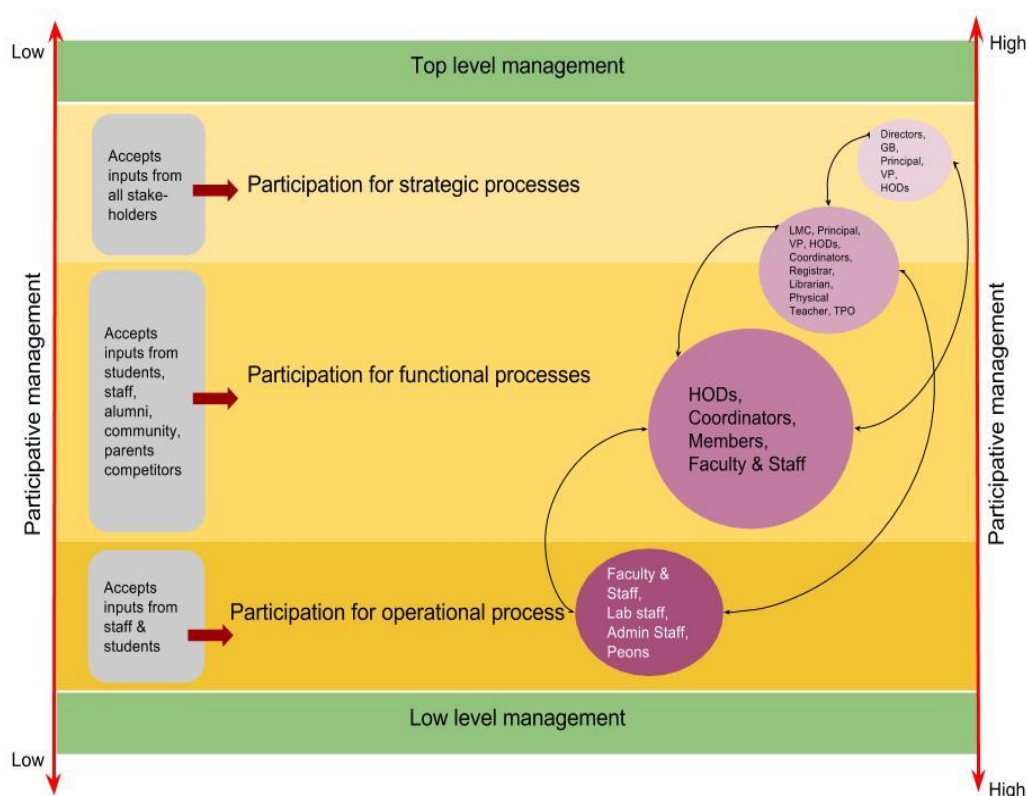 Low
High
Top level management
Accepts
inputs from
all stake-
holders
Participation for strategic processes
Directors,
GB,
Principal,
VP,
HODs
LMC, Principal,
VP, HODs,
Coordinators,
Registrar,
Librarian,
Physical
Teacher, TPO
Participative management
Accepts
inputs from
students,
staff,
alumni,
community,
parents
competitors
Participation for functional processes
HODs,
Coordinators,
Members,
Faculty & Staff
Participative management
Accepts
inputs from
staff &
students
Participation for operational process
Faculty &
Staff,
Lab staff,
Admin Staff,
Peons
Low level management
Low
High